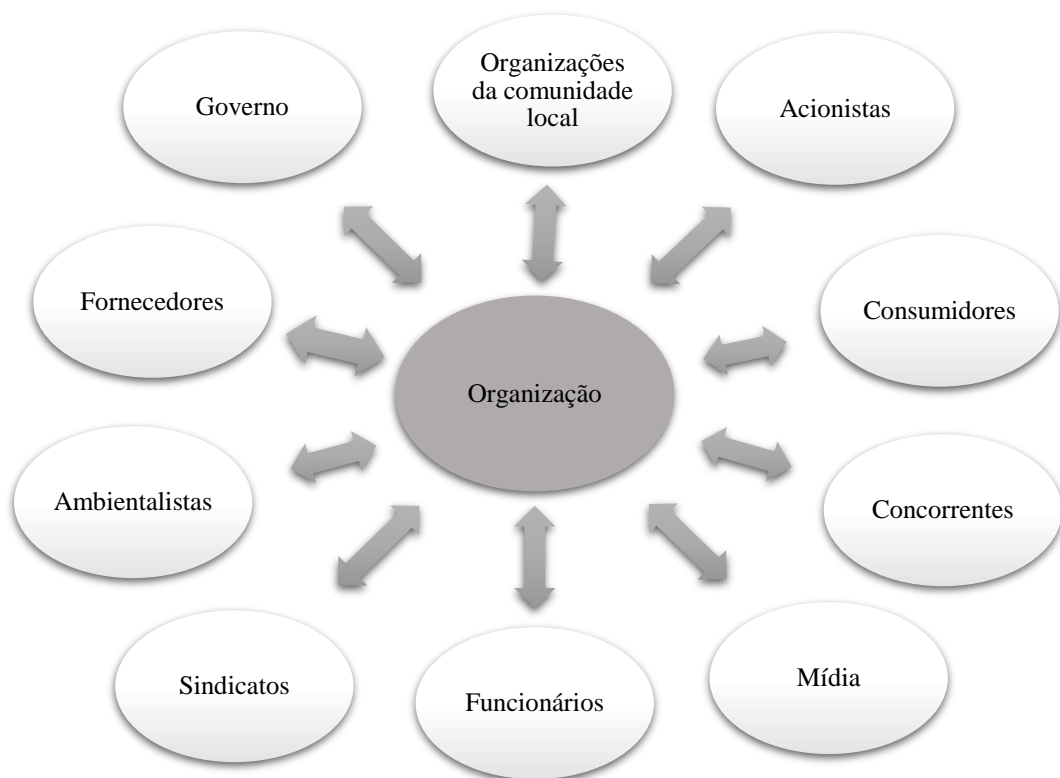 Organizações
da comunidade
local
Governo
Acionistas
Fornecedores
Consumidores
Organização
Ambientalistas
Concorrentes
Sindicatos
Funcionários
Mídia